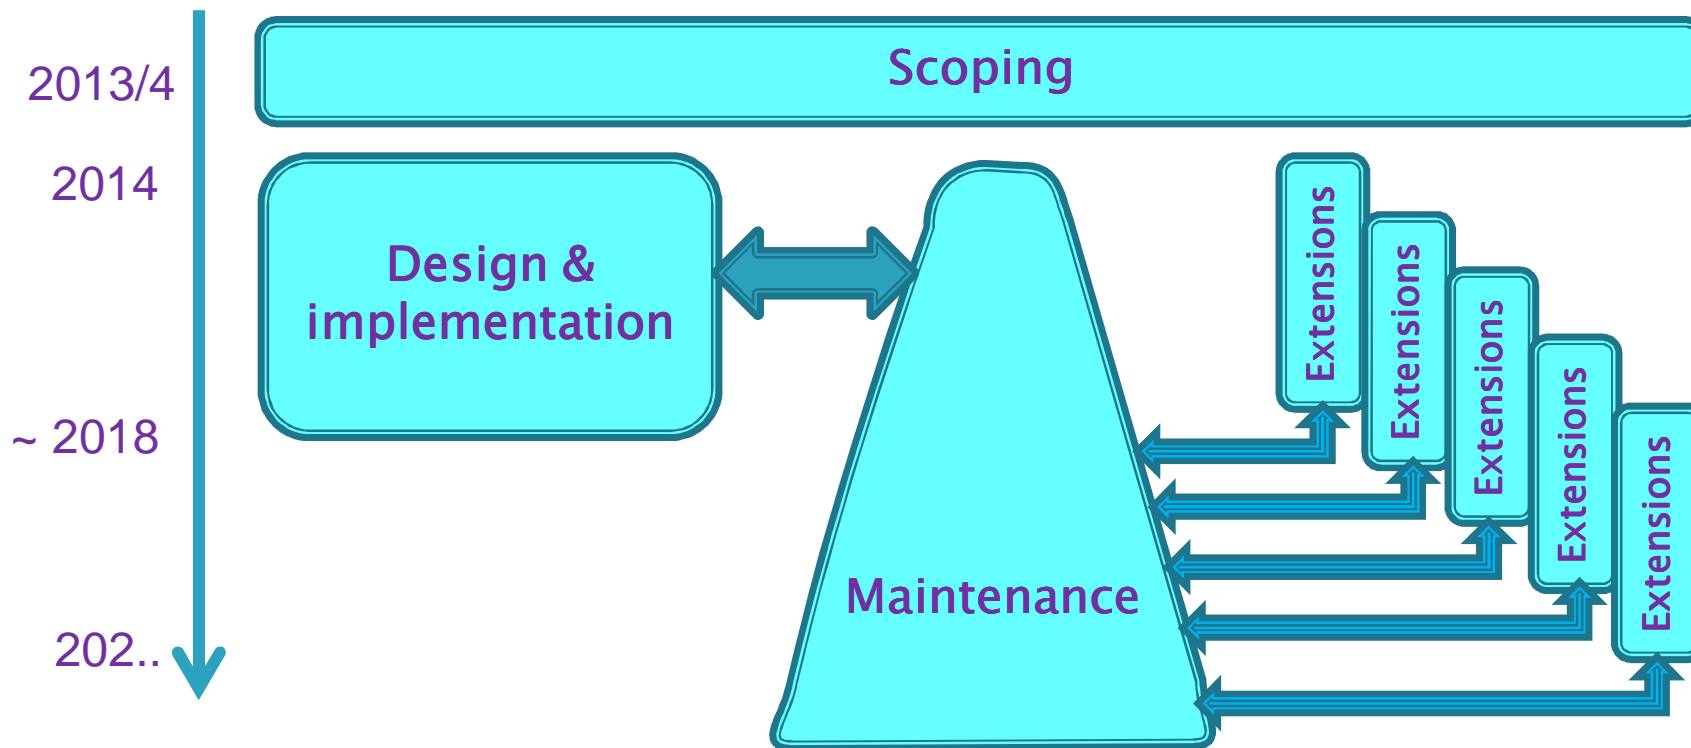 2013/4
Scoping
2014
Design &
implementation
~ 2018
Maintenance
202..
Extensions
Extensions
Extensions
Extensions
Extensions